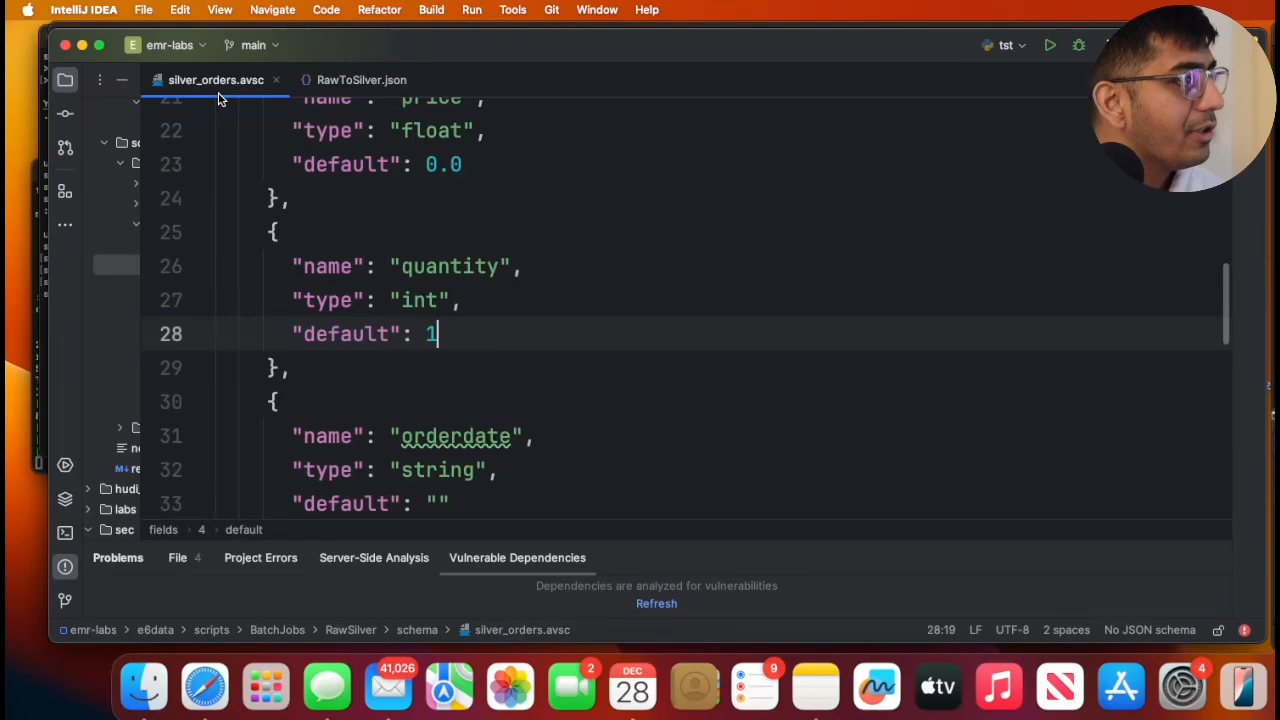 IntelliJ IDEA File Edit View Navigate Code Refactor Build Run Tools Git Window Help
E emr-labs main tst
silver_orders.avsc RawToSilver.json
21 "name": "price",
22 "type": "float",
23 "default": 0.0
24 },
25 {
26 "name": "quantity",
27 "type": "int",
28 "default": 1
29 },
30 {
31 "name": "orderdate",
32 "type": "string",
33 "default": ""
hudi_
labs
sec
fields 4 default
Problems File 4 Project Errors Server-Side Analysis Vulnerable Dependencies
Dependencies are analyzed for vulnerabilities
Refresh
emr-labs e6data scripts BatchJobs RawSilver schema silver_orders.avsc 28:19 LF UTF-8 2 spaces No JSON schema
41,026 2 DEC 28 9 tv 4